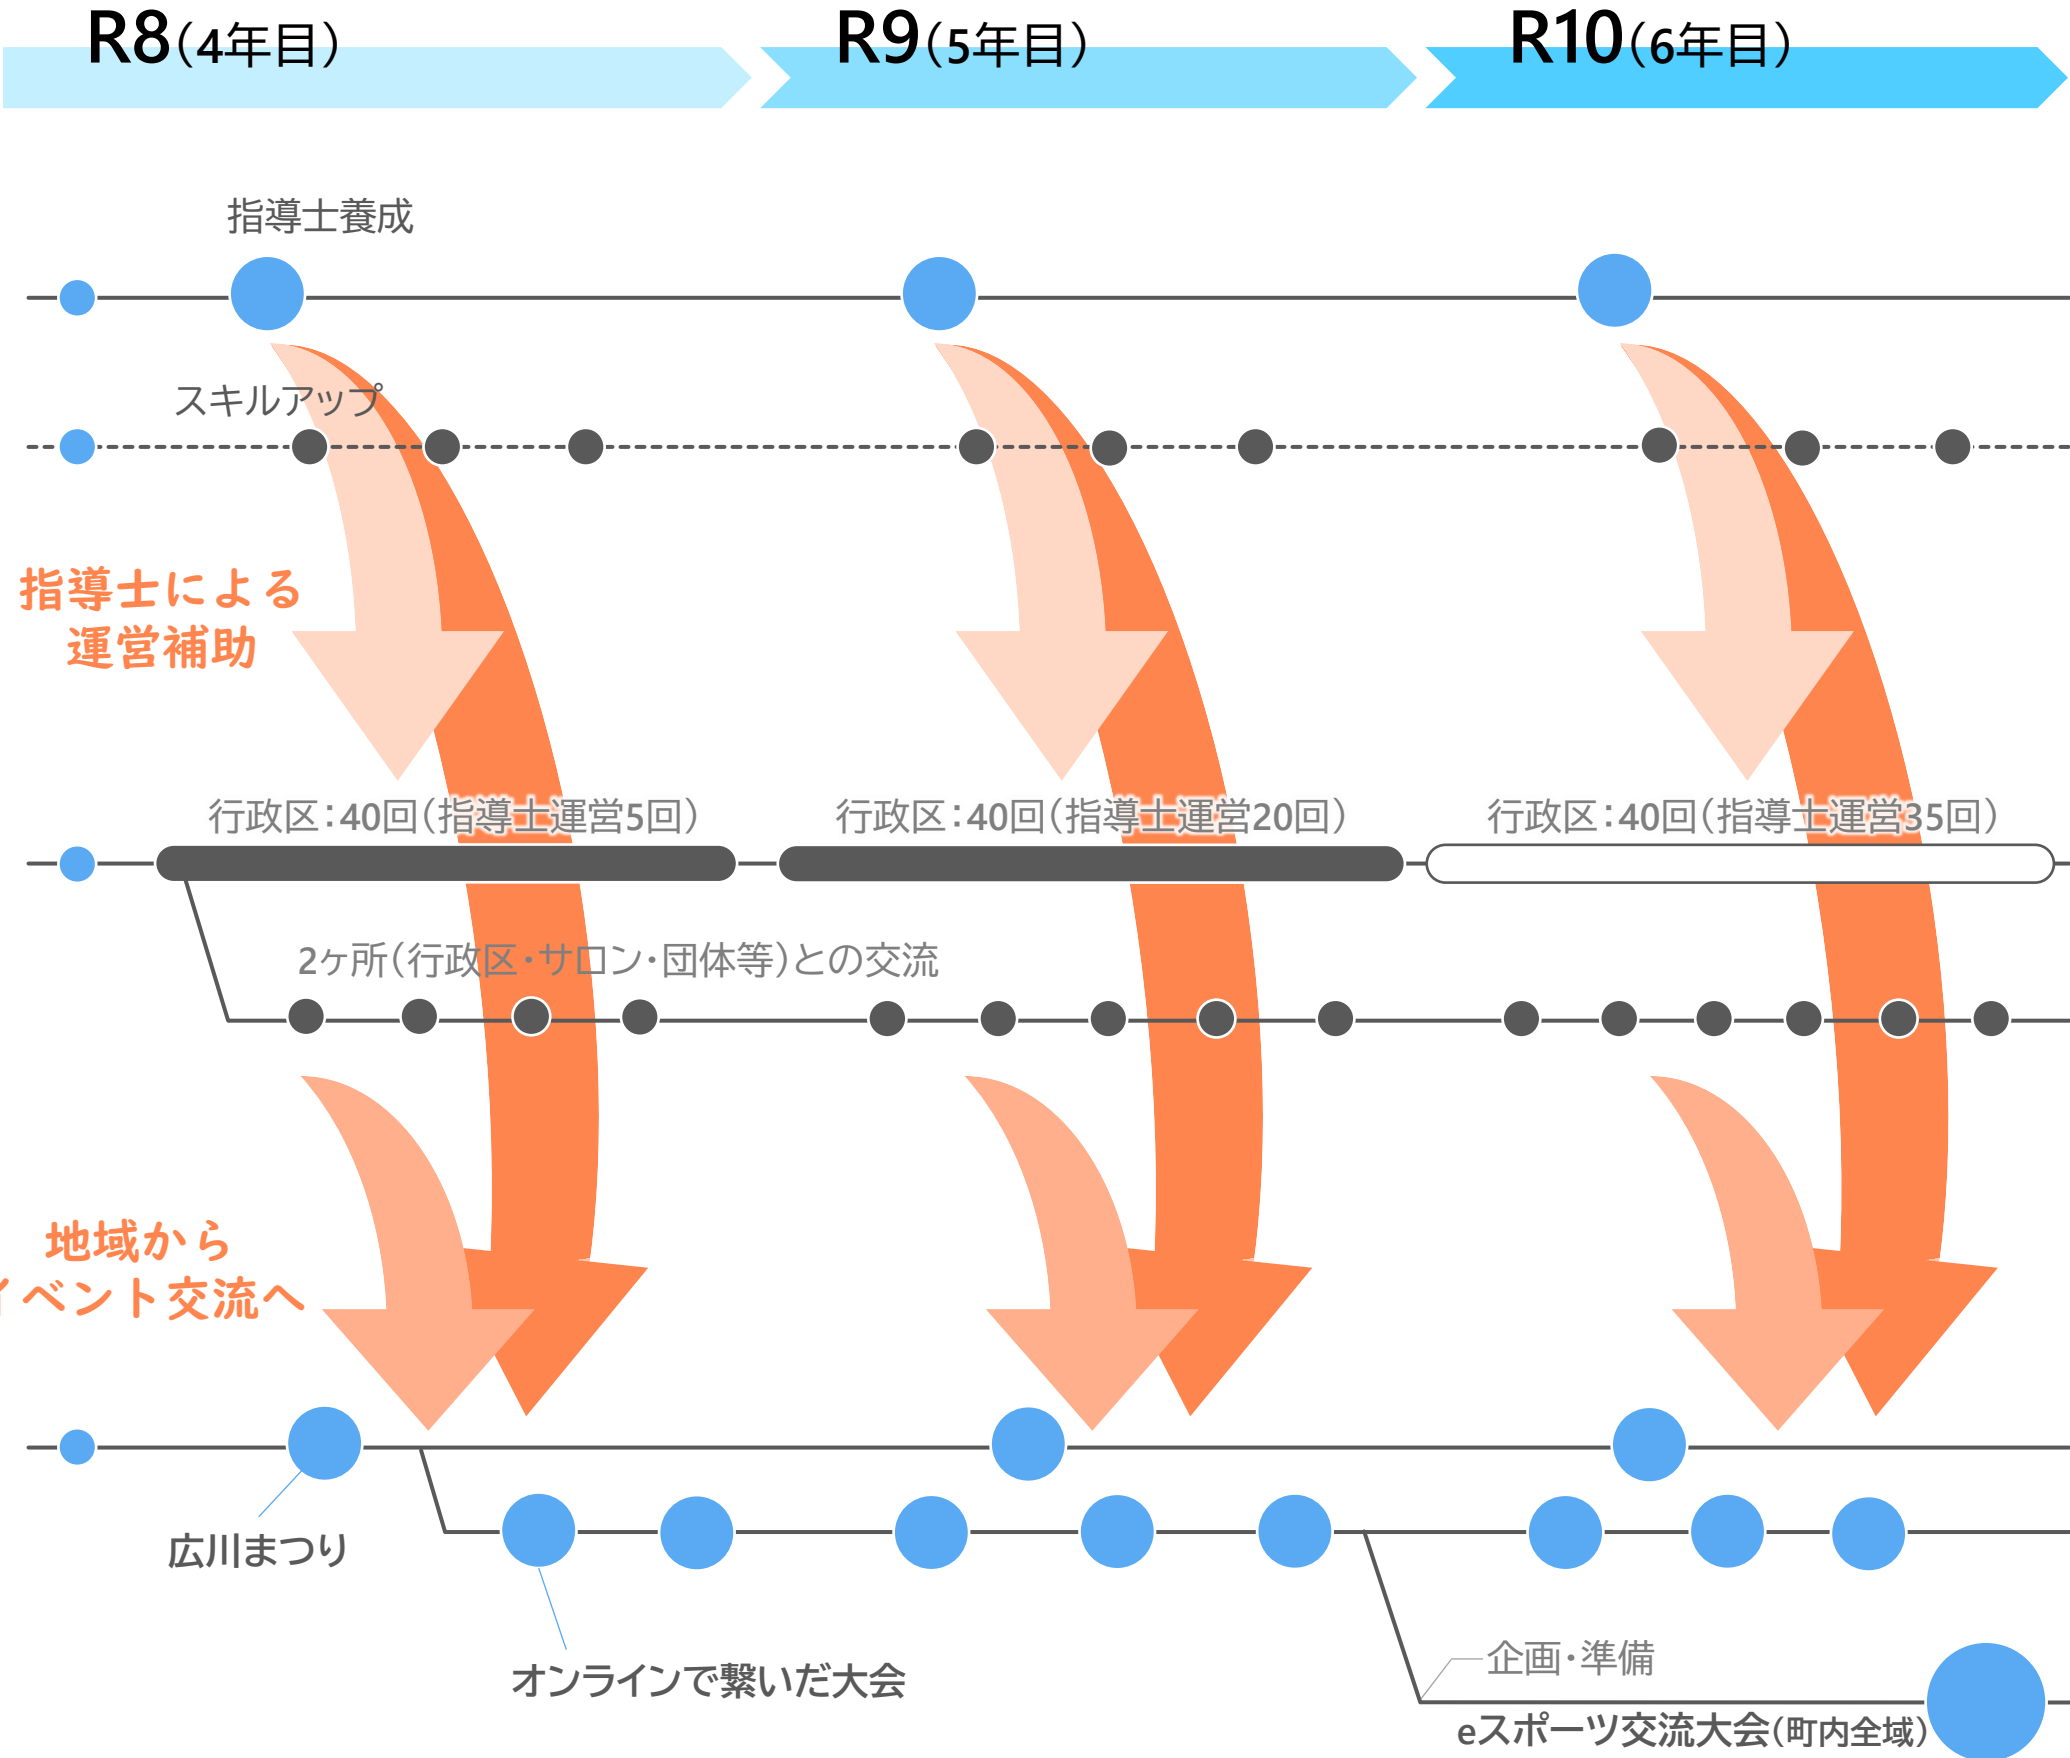 R8（4年目）
R9（5年目）
R10（6年目）
指導士養成
スキルアップ
指導士による
運営補助
行政区：40回（指導士運営5回）
行政区：40回（指導士運営20回）
行政区：40回（指導士運営35回）
2ヶ所（行政区・サロン・団体等）との交流
地域から
イベント交流へ
広川まつり
オンラインで繋いだ大会
企画・準備
eスポーツ交流大会（町内全域）